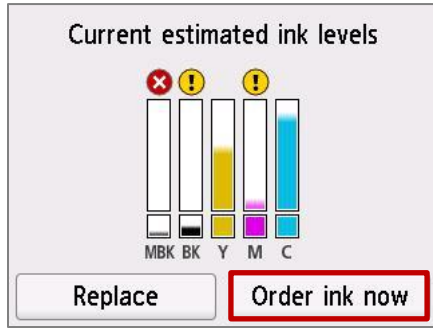 Current estimated ink levels
MBK BK Y M C
Replace
Order ink now